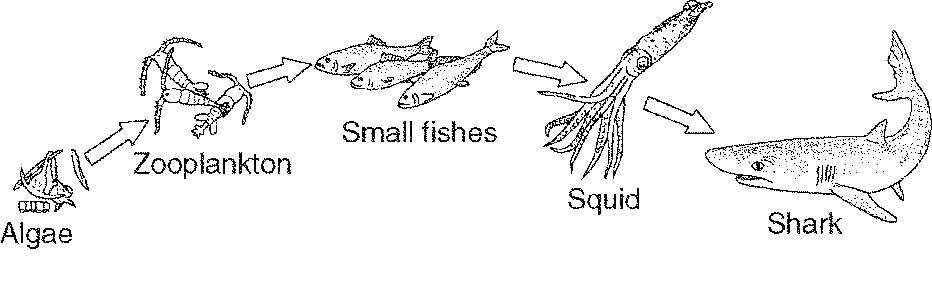 Algae
Zooplankton
Small fishes
Squid
Shark